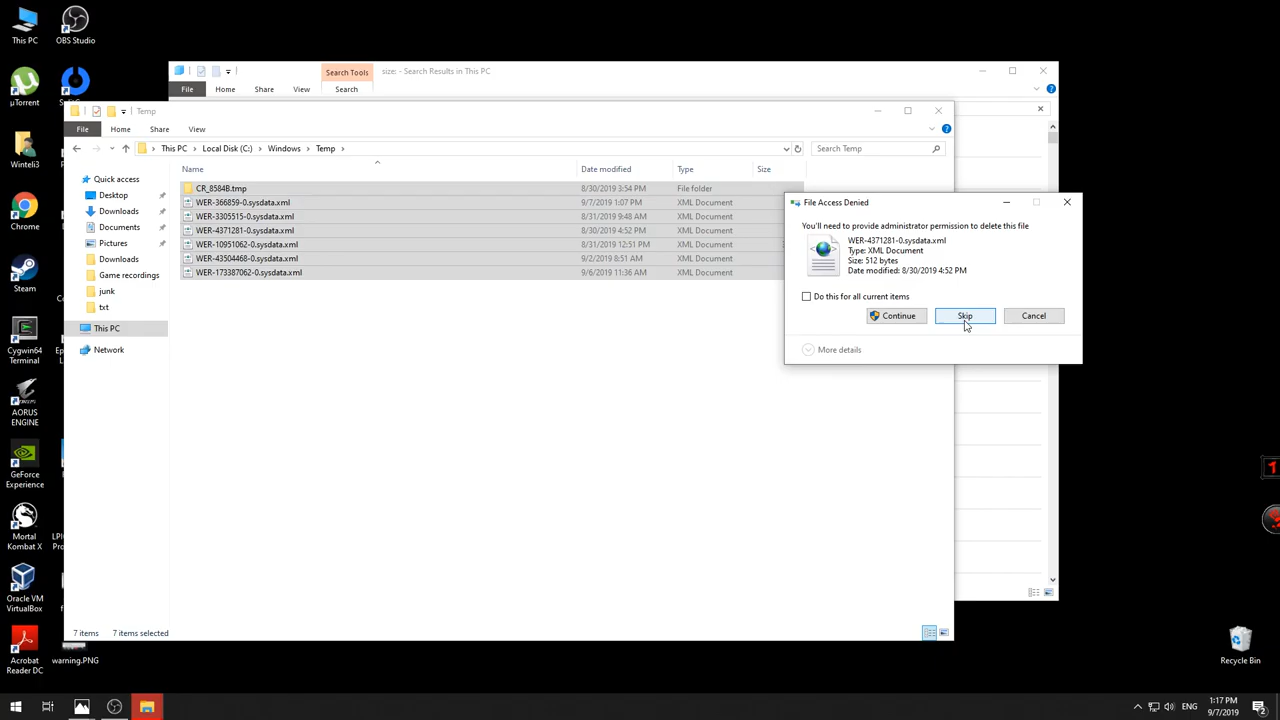 This PC
OBS Studio
µTorrent
Winteli3
Chrome
Steam
Cygwin64
Terminal
AORUS
ENGINE
GeForce
Experience
Mortal
Kombat X
Oracle VM
VirtualBox
Acrobat
Reader DC
warning.PNG
Search Tools
size: - Search Results in This PC
File
Home
Share
View
Search
Temp
File
Home
Share
View
This PC
Local Disk (C:)
Windows
Temp
Search Temp
Name
Date modified
Type
Size
Quick access
Desktop
Downloads
Documents
Pictures
Downloads
Game recordings
junk
txt
This PC
Network
CR_8584B.tmp 8/30/2019 3:54 PM File folder
WER-366859-0.sysdata.xml 9/7/2019 1:07 PM XML Document
WER-3305515-0.sysdata.xml 8/31/2019 9:48 AM XML Document
WER-4371281-0.sysdata.xml 8/30/2019 4:52 PM XML Document
WER-10951062-0.sysdata.xml 8/31/2019 12:51 PM XML Document
WER-43504468-0.sysdata.xml 9/2/2019 8:51 AM XML Document
WER-173387062-0.sysdata.xml 9/6/2019 11:36 AM XML Document
File Access Denied
You'll need to provide administrator permission to delete this file
WER-4371281-0.sysdata.xml
Type: XML Document
Size: 512 bytes
Date modified: 8/30/2019 4:52 PM
Do this for all current items
Continue
Skip
Cancel
More details
7 items
7 items selected
Recycle Bin
ENG
1:17 PM
9/7/2019
2